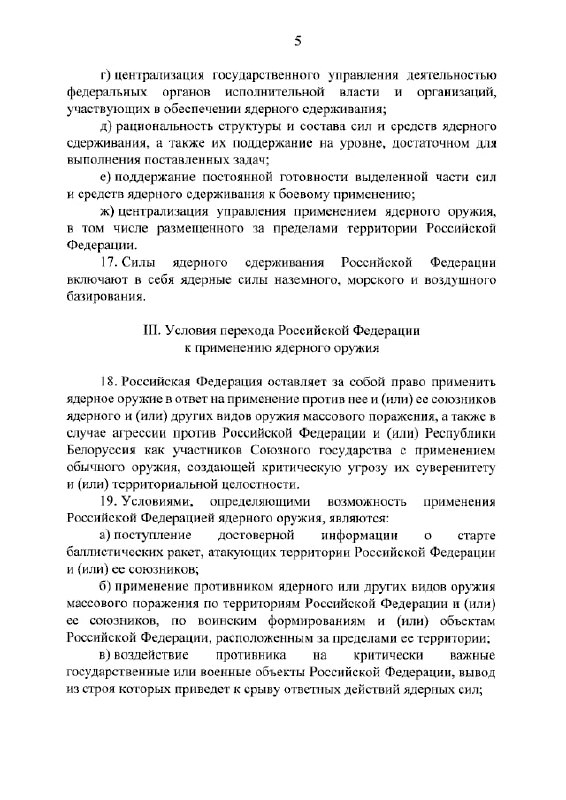 5
г) централизация государственного управления деятельностью
федеральных органов исполнительной власти и организаций,
участвующих в обеспечении ядерного сдерживания;
д) рациональность структуры и состава сил и средств ядерного
сдерживания, а также их поддержание на уровне, достаточном для
выполнения поставленных задач;
е) поддержание постоянной готовности выделенной части сил
и средств ядерного сдерживания к боевому применению;
ж) централизация управления применением ядерного оружия,
в том числе размещенного за пределами территории Российской
Федерации.
17. Силы ядерного сдерживания Российской Федерации
включают в себя ядерные силы наземного, морского и воздушного
базирования.
III. Условия перехода Российской Федерации
к применению ядерного оружия
18. Российская Федерация оставляет за собой право применить
ядерное оружие в ответ на применение против нее и (или) ее союзников
ядерного и (или) других видов оружия массового поражения, а также в
случае агрессии против Российской Федерации и (или) Республики
Белоруссия как участников Союзного государства с применением
обычного оружия, создающей критическую угрозу их суверенитету
и (или) территориальной целостности.
19. Условиями, определяющими возможность применения
Российской Федерацией ядерного оружия, являются:
а) поступление достоверной информации о старте
баллистических ракет, атакующих территории Российской Федерации
и (или) ее союзников;
б) применение противником ядерного или других видов оружия
массового поражения по территориям Российской Федерации и (или)
ее союзников, по воинским формированиям и (или) объектам
Российской Федерации, расположенным за пределами ее территории;
в) воздействие противника на критически важные
государственные или военные объекты Российской Федерации, вывод
из строя которых приведет к срыву ответных действий ядерных сил;